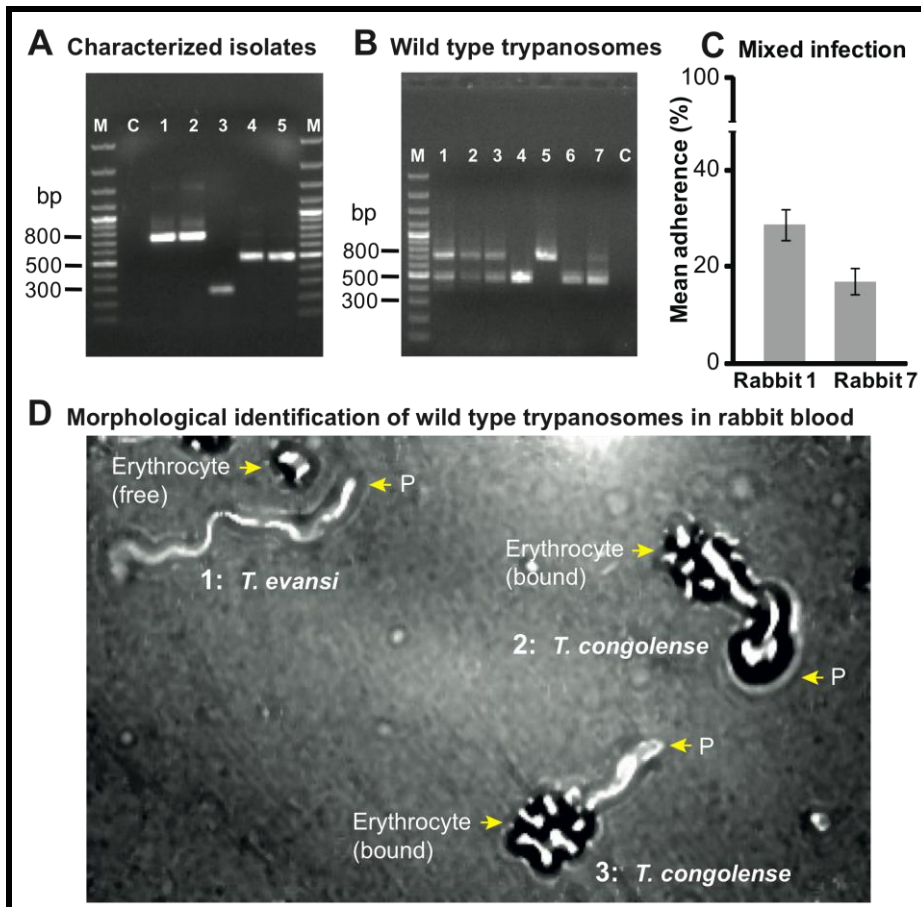 A Characterized isolates
M C 1 2 3 4 5 M
bp
800
500
300
B Wild type trypanosomes
M 1 2 3 4 5 6 7 C
bp
800
500
300
C Mixed infection
Mean adherence (%)
100
40
20
0
Rabbit 1 Rabbit 7
D Morphological identification of wild type trypanosomes in rabbit blood
Erythrocyte
(free)
P
1: T. evansi
Erythrocyte
(bound)
2: T. congolense
P
P
Erythrocyte
(bound)
3: T. congolense